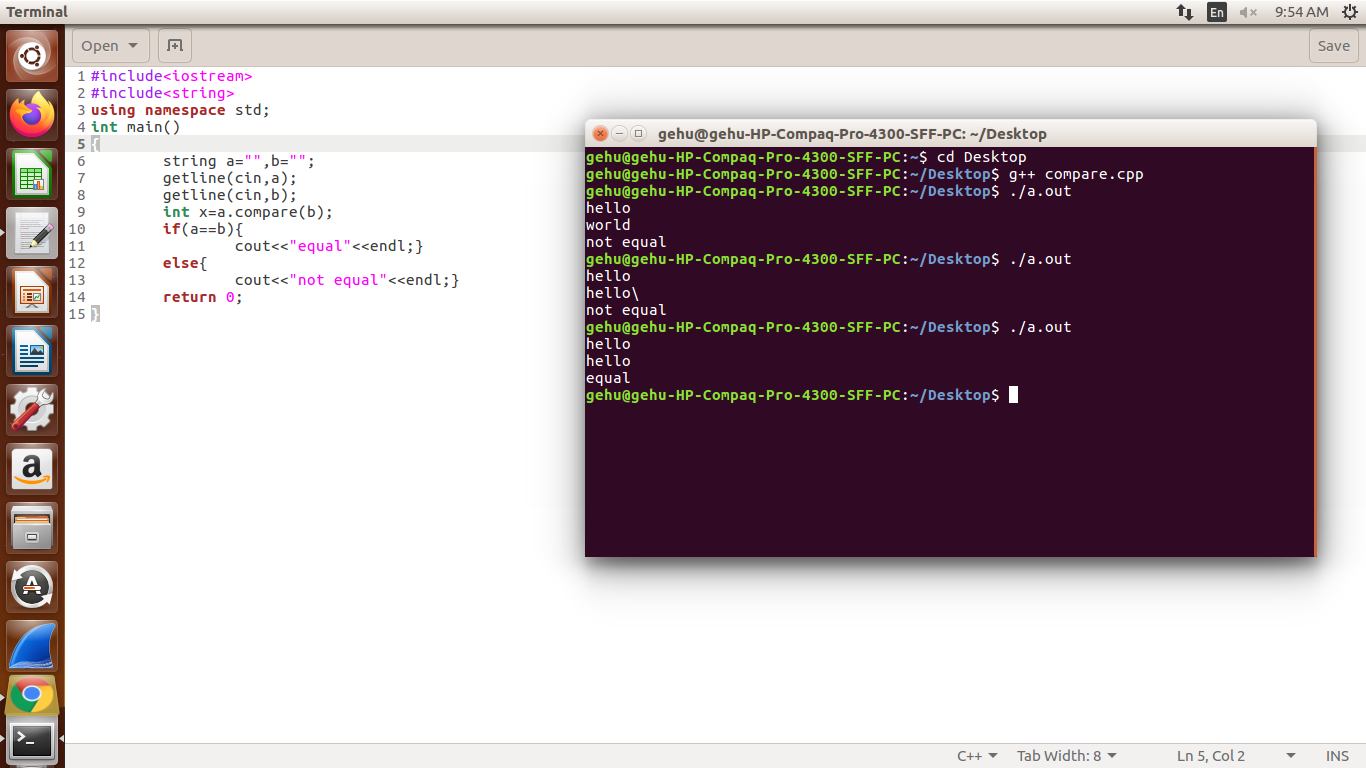 Terminal
En
9:54 AM
Open
Save
1 #include<iostream>
2 #include<string>
3 using namespace std;
4 int main()
5 {
6         string a="",b="";
7         getline(cin,a);
8         getline(cin,b);
9         int x=a.compare(b);
10         if(a==b){
11                 cout<<"equal"<<endl;}
12         else{
13                 cout<<"not equal"<<endl;}
14         return 0;
15 }
gehu@gehu-HP-Compaq-Pro-4300-SFF-PC: ~/Desktop
gehu@gehu-HP-Compaq-Pro-4300-SFF-PC:~$ cd Desktop
gehu@gehu-HP-Compaq-Pro-4300-SFF-PC:~/Desktop$ g++ compare.cpp
gehu@gehu-HP-Compaq-Pro-4300-SFF-PC:~/Desktop$ ./a.out
hello
world
not equal
gehu@gehu-HP-Compaq-Pro-4300-SFF-PC:~/Desktop$ ./a.out
hello
hello\
not equal
gehu@gehu-HP-Compaq-Pro-4300-SFF-PC:~/Desktop$ ./a.out
hello
hello
equal
gehu@gehu-HP-Compaq-Pro-4300-SFF-PC:~/Desktop$
a
A
>_
C++
Tab Width: 8
Ln 5, Col 2
INS